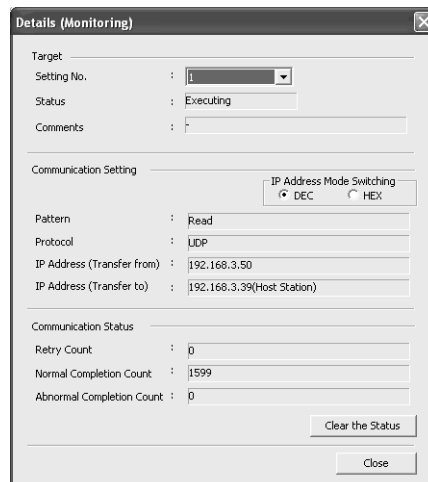 Details (Monitoring)
Target
Setting No. : 1
Status : Executing
Comments : -
Communication Setting
IP Address Mode Switching
DEC HEX
Pattern : Read
Protocol : UDP
IP Address (Transfer from) : 192.168.3.50
IP Address (Transfer to) : 192.168.3.39(Host Station)
Communication Status
Retry Count : 0
Normal Completion Count : 1599
Abnormal Completion Count : 0
Clear the Status
Close